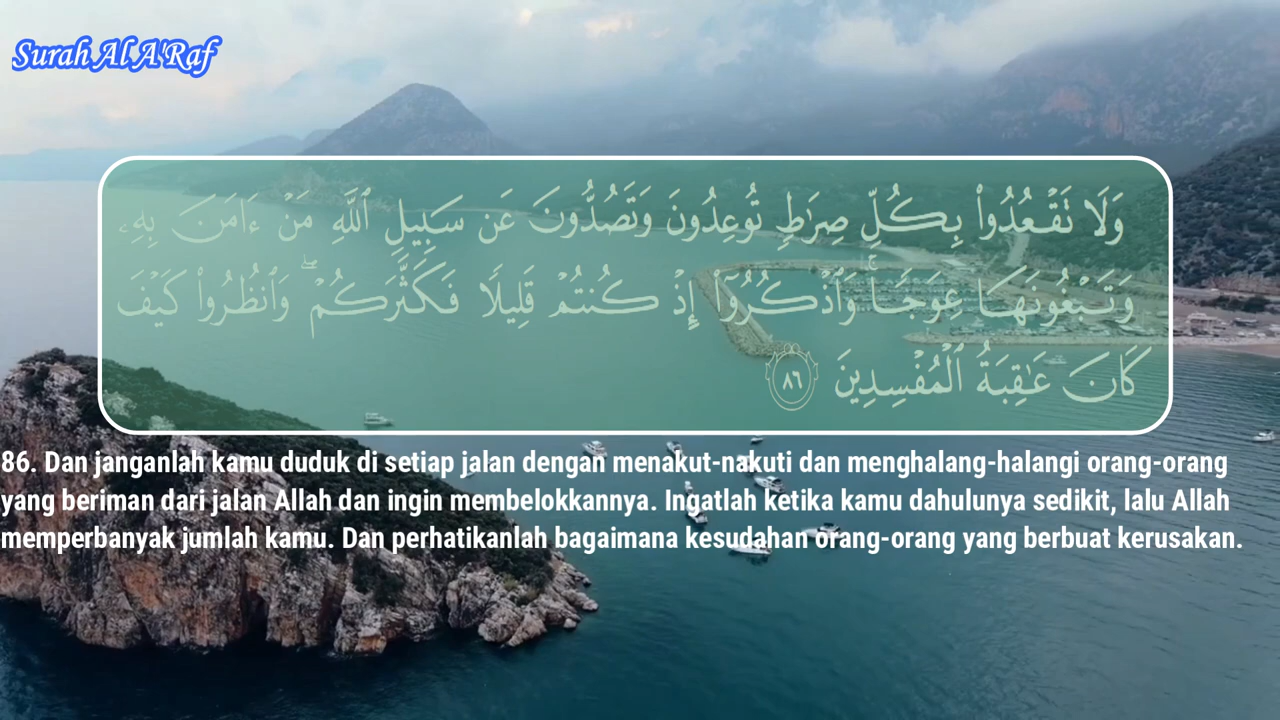 Surah Al A'Raf
وَلَا تَقْعُدُوا۟ بِكُلِّ صِرَٰطٍ تُوعِدُونَ وَتَصُدُّونَ عَن سَبِيلِ ٱللَّهِ مَنْ ءَامَنَ بِهِۦ
وَتَبْغُونَهَا عِوَجًا ۚ وَٱذْكُرُوٓا۟ إِذْ كُنتُمْ قَلِيلًا فَكَثَّرَكُمْ ۖ وَٱنظُرُوا۟ كَيْفَ
كَانَ عَٰقِبَةُ ٱلْمُفْسِدِينَ ٨٦
86. Dan janganlah kamu duduk di setiap jalan dengan menakut-nakuti dan menghalang-halangi orang-orang
yang beriman dari jalan Allah dan ingin membelokkannya. Ingatlah ketika kamu dahulunya sedikit, lalu Allah
memperbanyak jumlah kamu. Dan perhatikanlah bagaimana kesudahan orang-orang yang berbuat kerusakan.